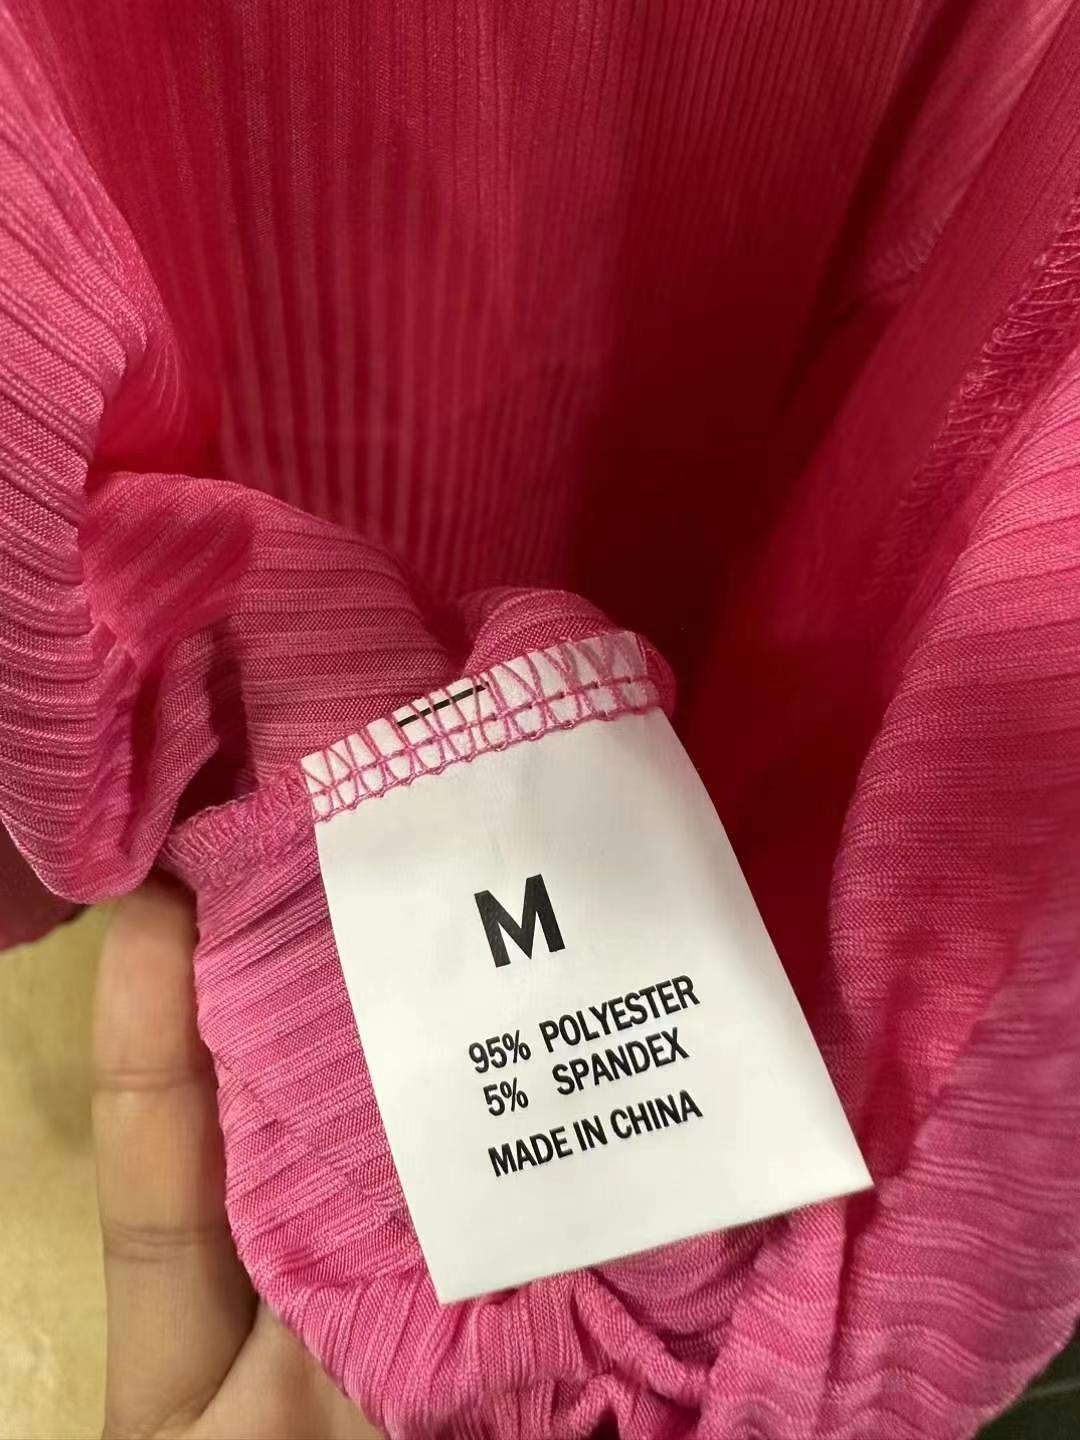 M
95% POLYESTER
5% SPANDEX
MADE IN CHINA